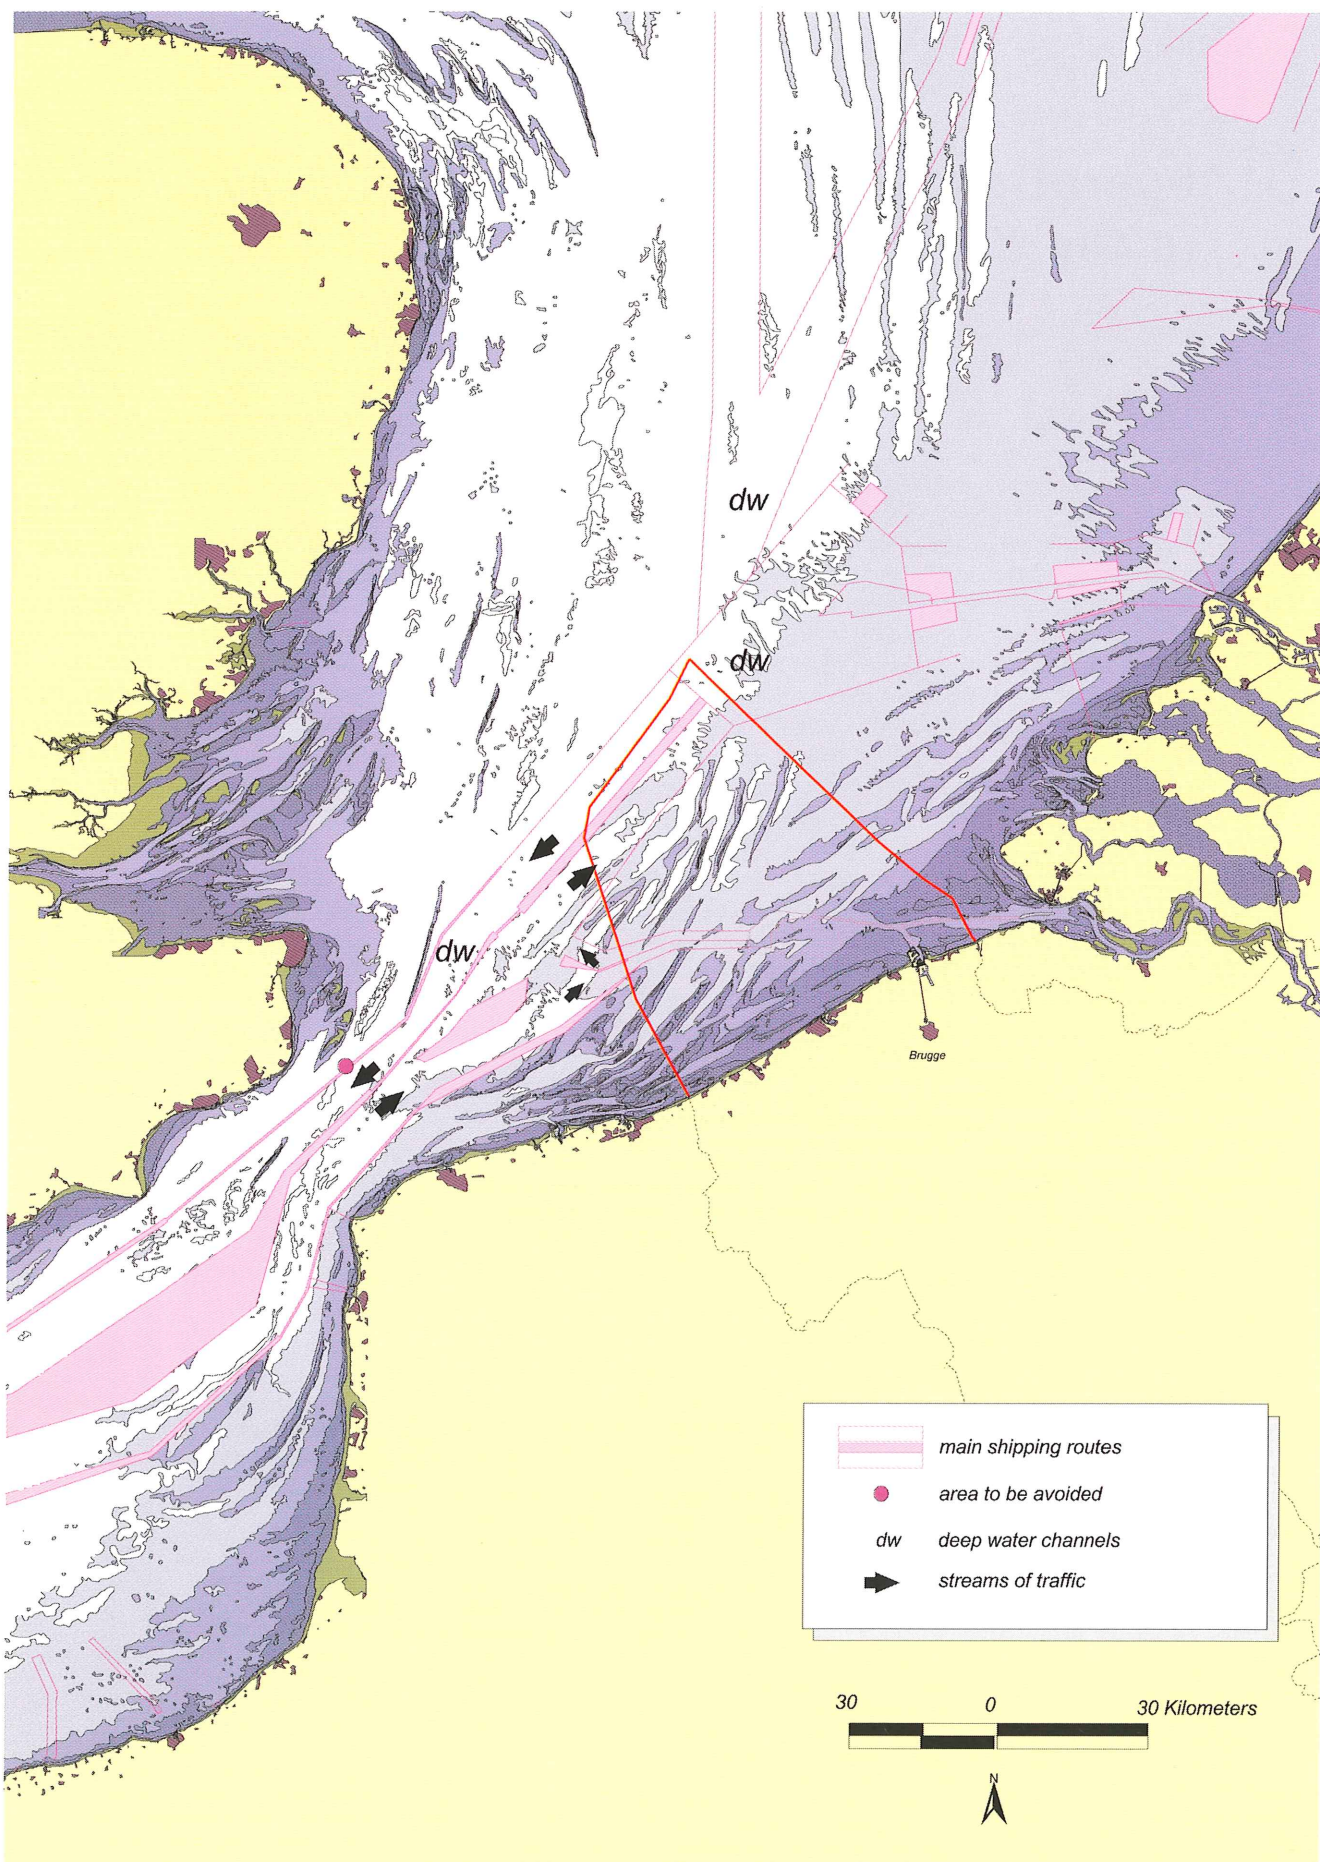 dw
dw
dw
Brugge
main shipping routes
area to be avoided
dw deep water channels
streams of traffic
30 0 30 Kilometers
N